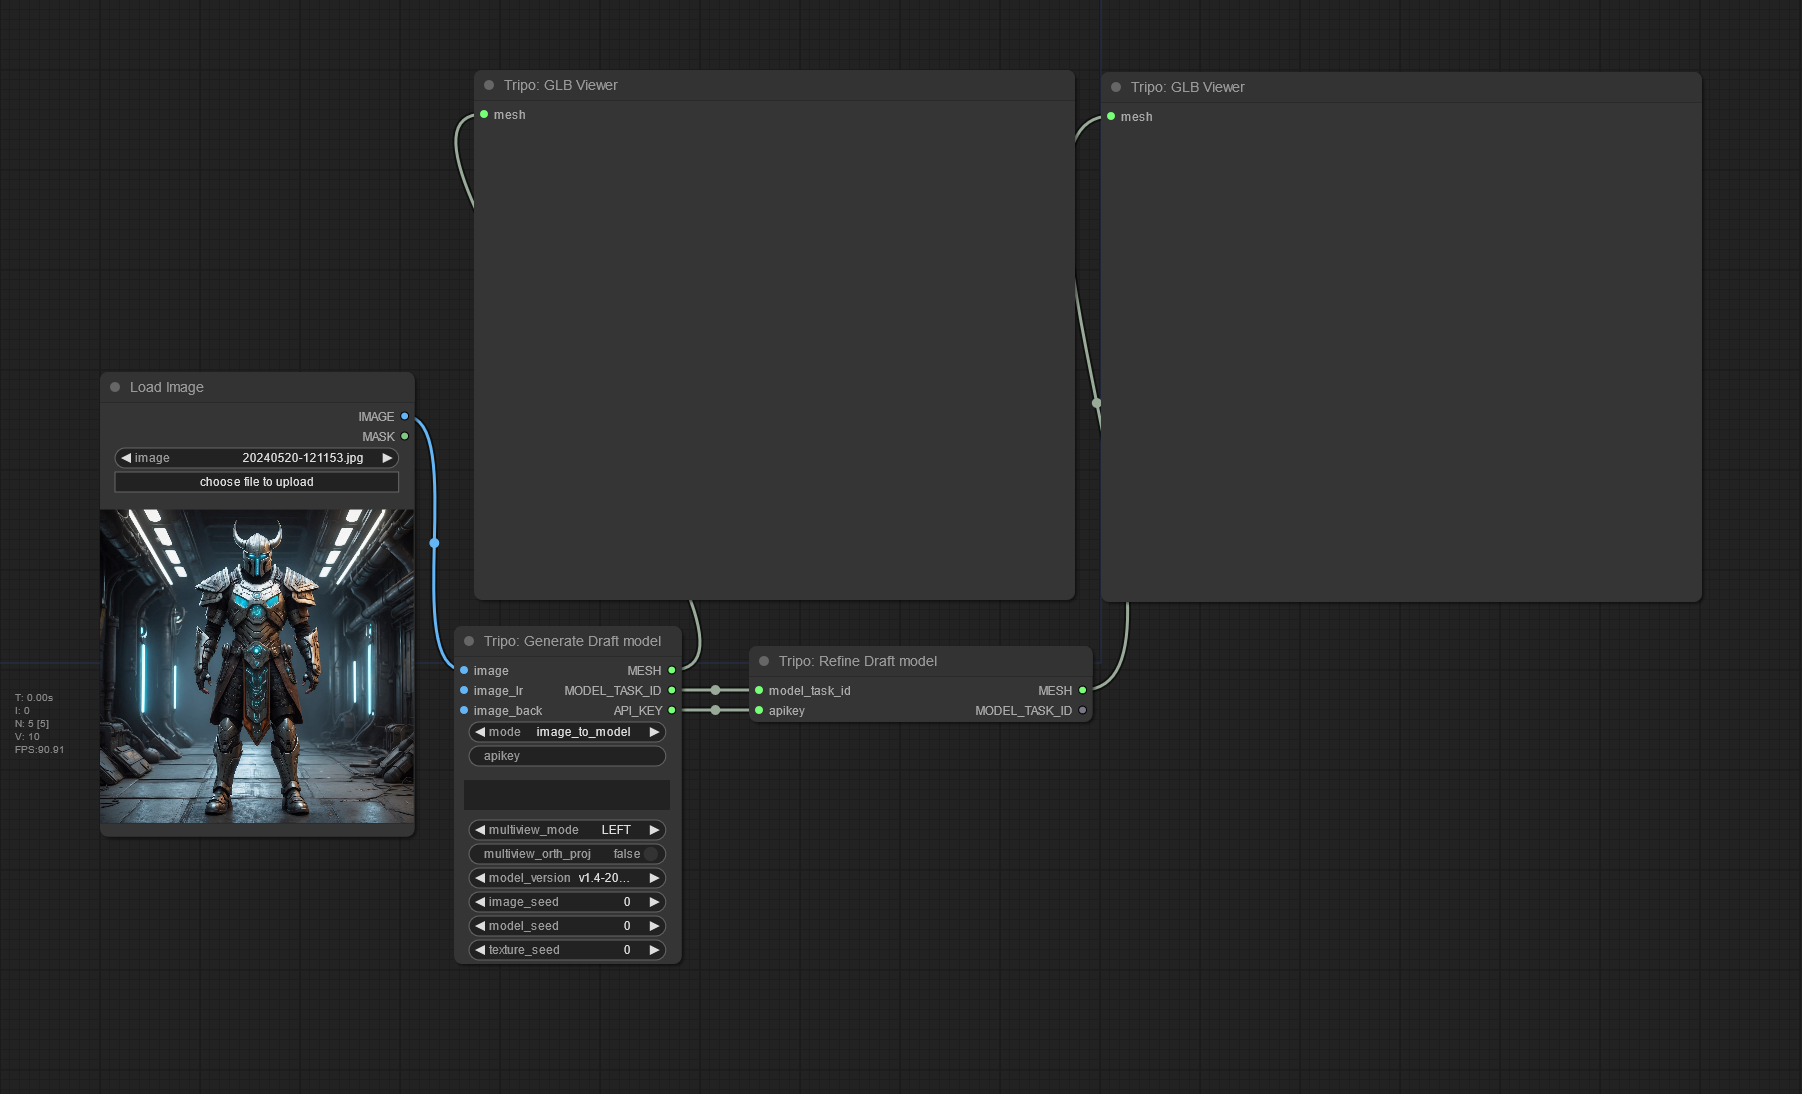 Tripo: GLB Viewer
mesh
Tripo: GLB Viewer
mesh
Load Image
IMAGE
MASK
image 20240520-121153.jpg
choose file to upload
Tripo: Generate Draft model
image MESH
image_lr MODEL_TASK_ID
image_back API_KEY
mode image_to_model
apikey
multiview_mode LEFT
multiview_orth_proj false
model_version v1.4-20...
image_seed 0
model_seed 0
texture_seed 0
Tripo: Refine Draft model
model_task_id MESH
apikey MODEL_TASK_ID
T: 0.00s
I: 0
N: 5 [5]
V: 10
FPS:90.91